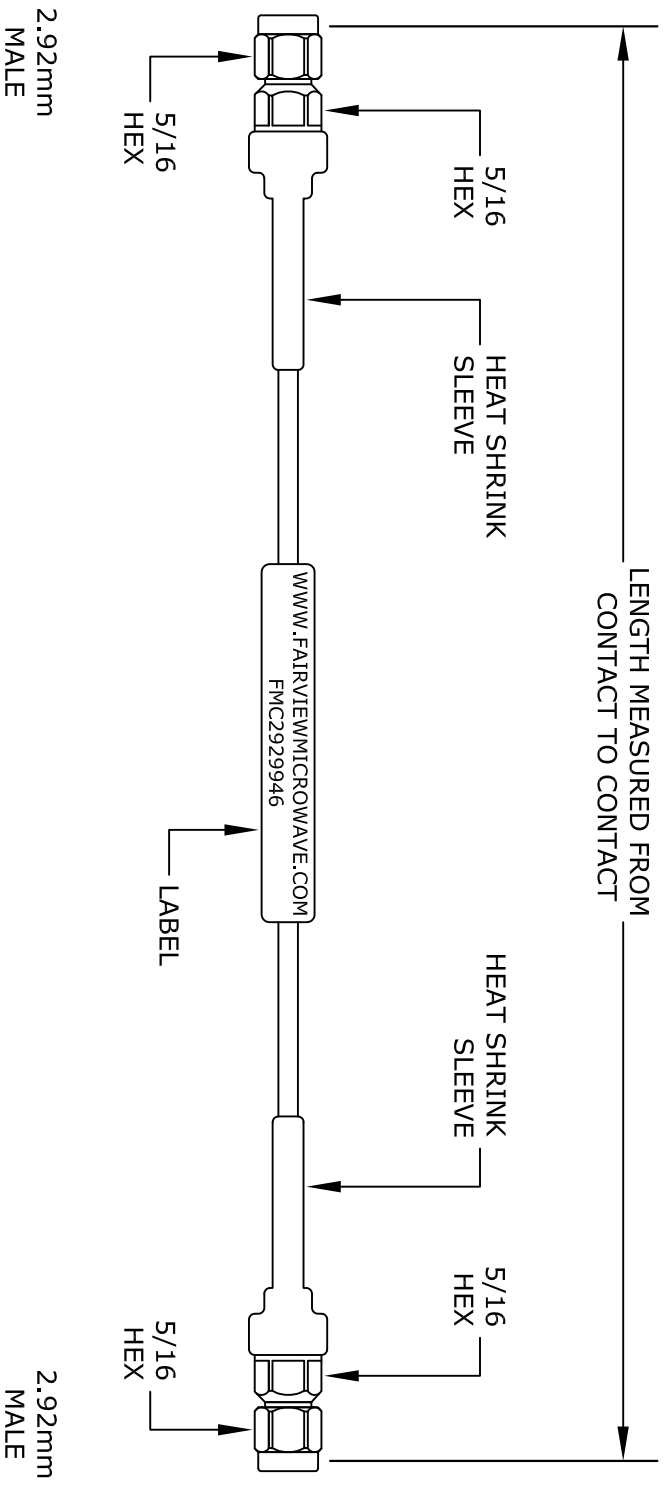 LENGTH MEASURED FROM
CONTACT TO CONTACT
5/16
HEX
HEAT SHRINK
SLEEVE
HEAT SHRINK
SLEEVE
5/16
HEX
WWW.FAIRVIEWMICROWAVE.COM
FMC2929946
5/16
HEX
LABEL
5/16
HEX
2.92mm
MALE
2.92mm
MALE